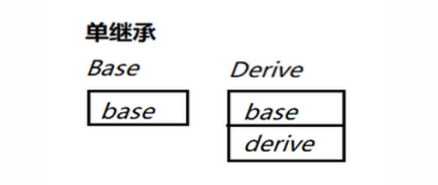 单继承
Base Derive
base base
derive